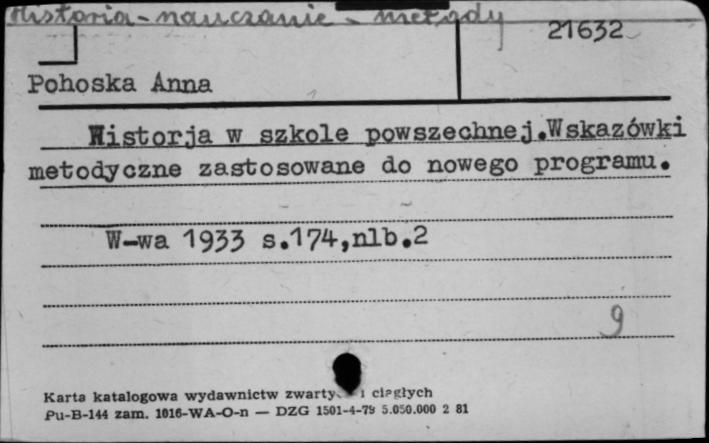 Historia - nauczanie - metody
21632
Pohoska Anna
Historja w szkole powszechnej.Wskazówki
metodyczne zastosowane do nowego programu.
W-wa 1933 s.174,nlb.2
9
Karta katalogowa wydawnictw zwartych i ciągłych
Pu-B-144 zam. 1016-WA-O-n — DZG 1501-4-79 5.050.000 2 81